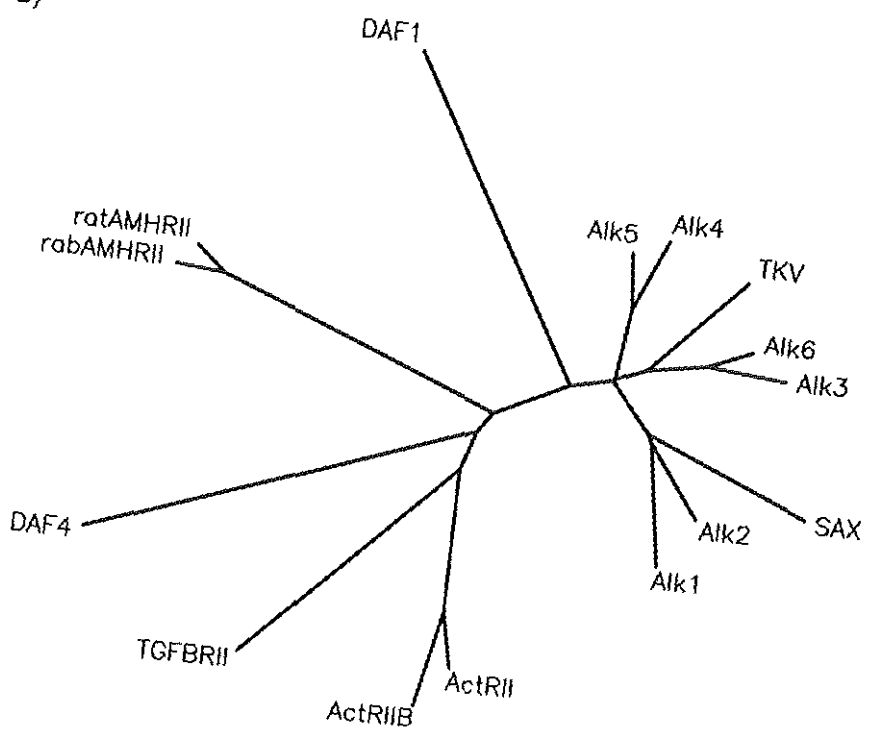 DAF1
ratAMHRII
rabAMHRII
Alk5
Alk4
TKV
Alk6
Alk3
DAF4
SAX
Alk2
Alk1
TGFBRII
ActRII
ActRIIB